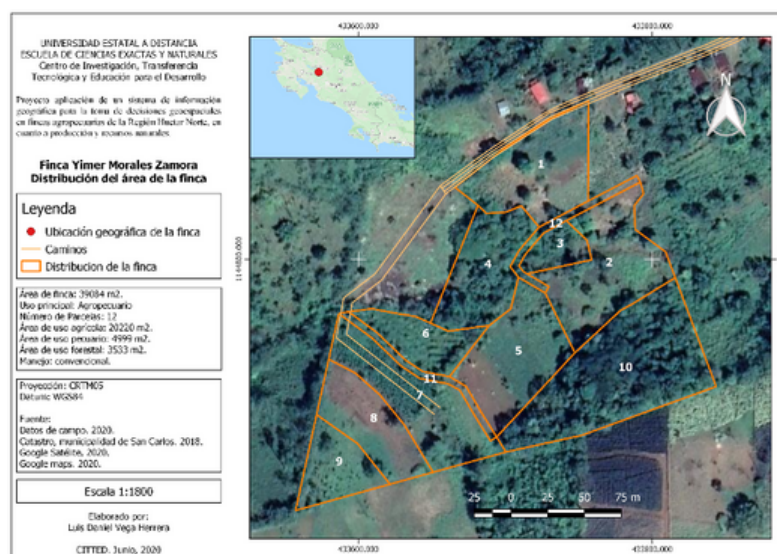 UNIVERSIDAD ESTATAL A DISTANCIA
ESCUELA DE CIENCIAS EXACTAS Y NATURALES
Centro de Investigación, Transferencia
Tecnológica y Educación para el Desarrollo
Proyecto aplicación de un sistema de información
geográfica para la toma de decisiones geoespaciales
en fincas agropecuarias de la Región Huetar Norte, en
cuanto a producción y recursos naturales.
Finca Yimer Morales Zamora
Distribución del área de la finca
Leyenda
Ubicación geográfica de la finca
Caminos
Distribucion de la finca
Área de finca: 39084 m2.
Uso principal: Agropecuario
Número de Parcelas: 12
Área de uso agrícola: 20220 m2.
Área de uso pecuario: 4999 m2.
Área de uso forestal: 3533 m2.
Manejo: convencional.
Proyección: CRTM05
Datum: WGS84
Fuente:
Datos de campo. 2020.
Catastro, municipalidad de San Carlos. 2018.
Google Satélite. 2020.
Google maps. 2020.
Escala 1:1800
Elaborado por:
Luis Daniel Vega Herrera
CITTED. Junio, 2020
433600.000
433800.000
N
1
12
3
2
4
6
5
10
11
7
8
9
1144800.000
25 0 25 50 75 m
433600.000
433800.000